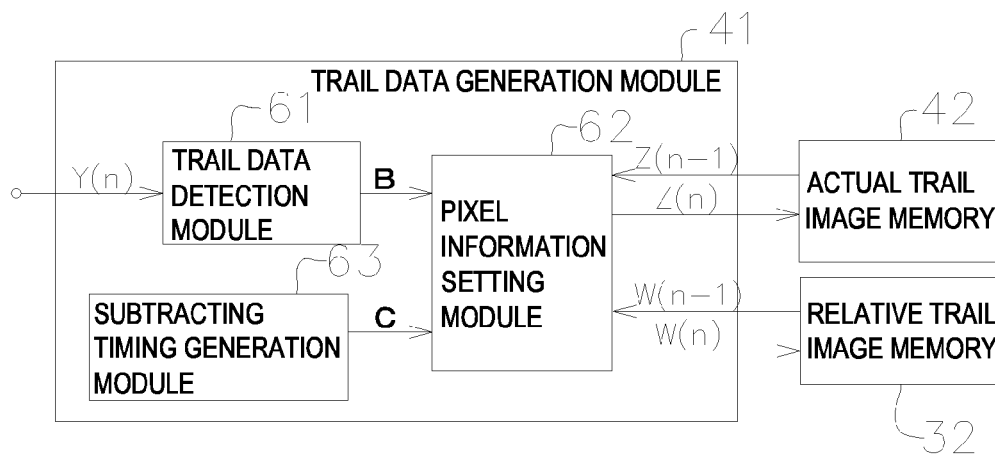 41
TRAIL DATA GENERATION MODULE
61
62
42
Y(n)
TRAIL DATA
DETECTION
MODULE
B
PIXEL
INFORMATION
SETTING
MODULE
Z(n-1)
Z(n)
ACTUAL TRAIL
IMAGE MEMORY
63
SUBTRACTING
TIMING GENERATION
MODULE
C
W(n-1)
W(n)
RELATIVE TRAIL
IMAGE MEMORY
32